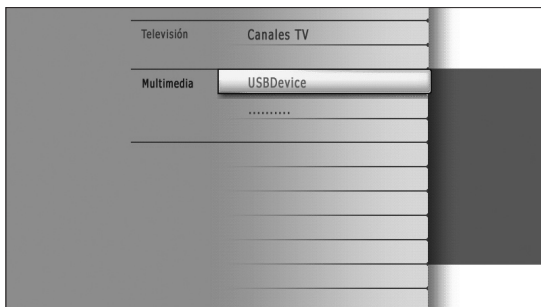 Televisión Canales TV
Multimedia USBDevice
..........